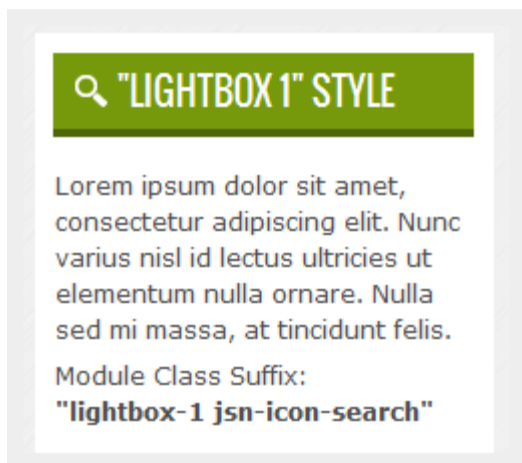 "LIGHTBOX 1" STYLE
Lorem ipsum dolor sit amet,
consectetur adipiscing elit. Nunc
varius nisl id lectus ultricies ut
elementum nulla ornare. Nulla
sed mi massa, at tincidunt felis.
Module Class Suffix:
"lightbox-1 jsn-icon-search"